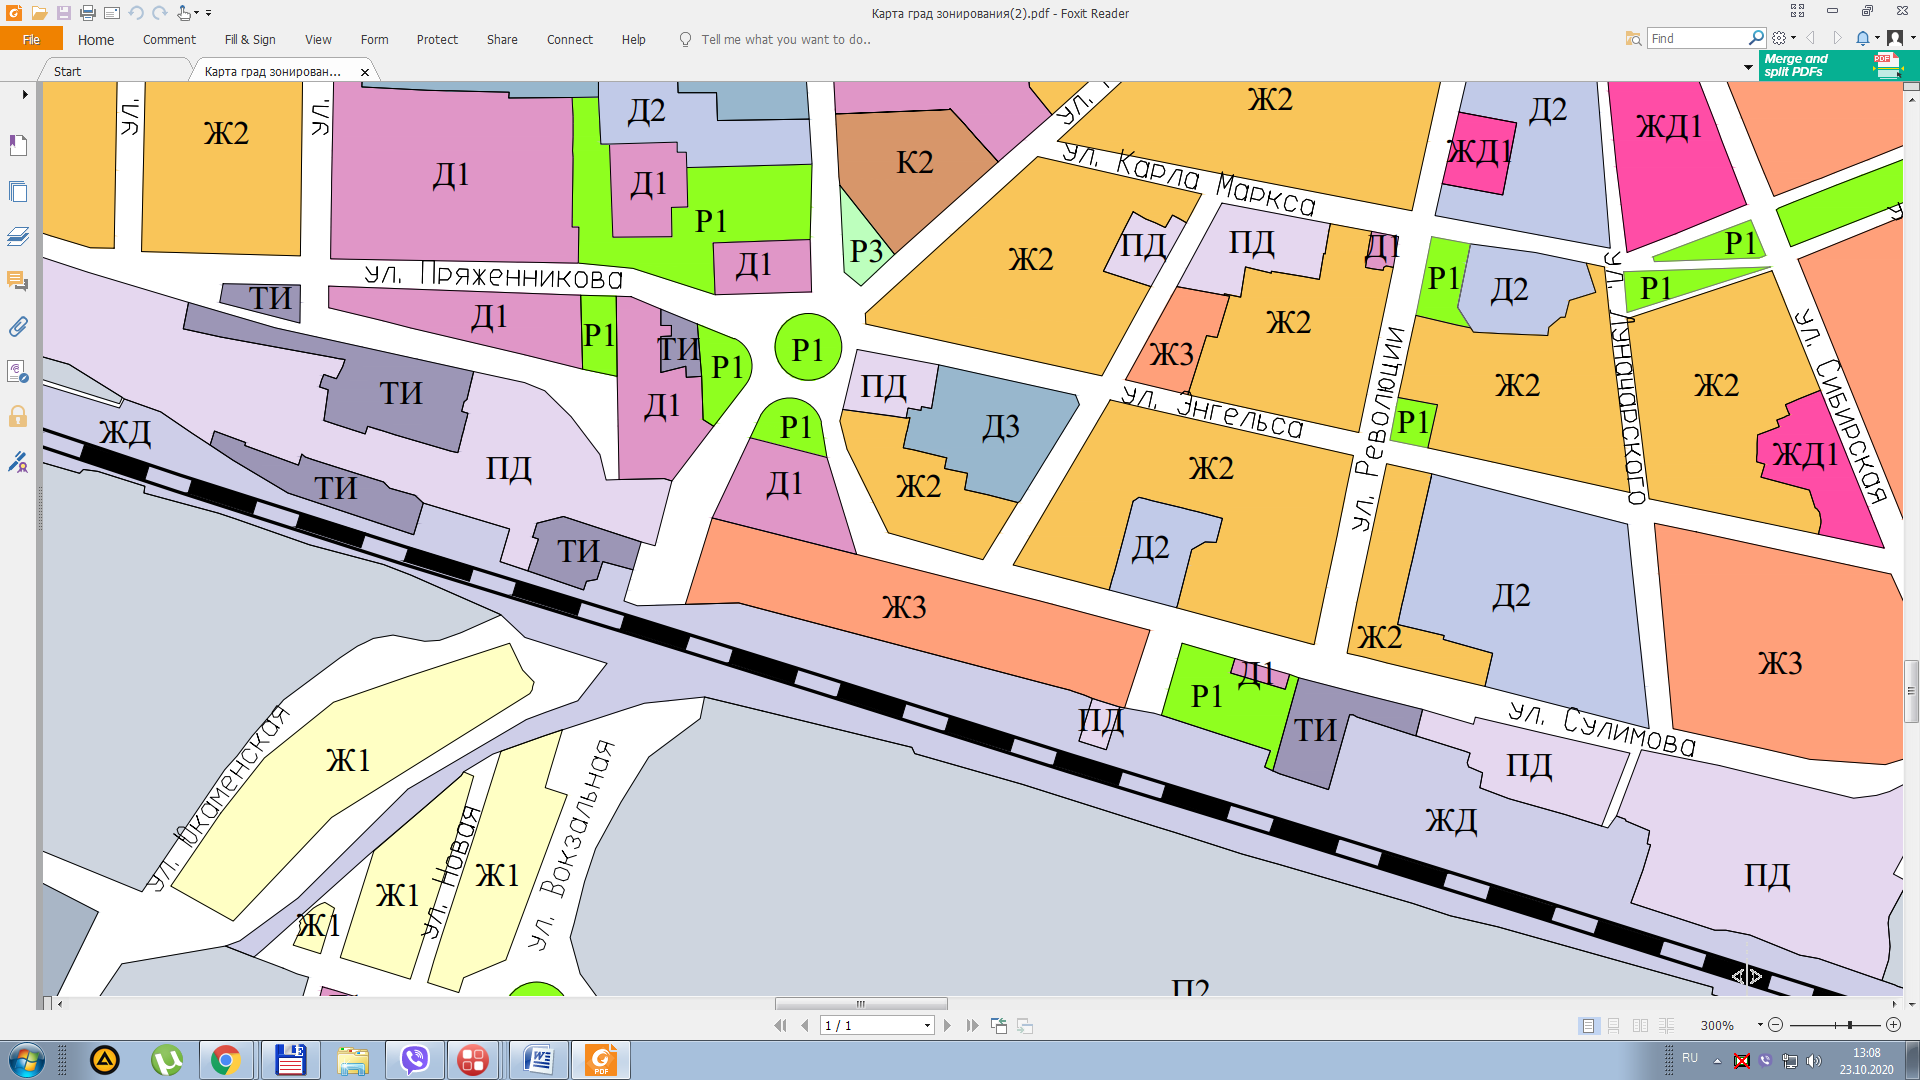 Карта град зонирования(2).pdf - Foxit Reader
File Home Comment Fill & Sign View Form Protect Share Connect Help Tell me what you want to do.. Find
Start
Карта град зонирован...
Merge and
split PDFs
PDF
ул.
Ж2
ул.
Д1
Д2
Д1
Р1
Д1
К2
Р3
Ж2
Д2
ЖД1
ЖД1
ул. Карла Маркса
ПД
ПД
Д1
Ж2
Р1
Д2
Р1
Р1
ул. Пряженникова
ТИ
Д1
Р1
ТИ
Р1
Р1
Ж2
Ж3
ул. Революции
ул. Луначарского
ул. Сибирская
ТИ
Д1
ПД
Д3
Ж2
Ж2
ул. Энгельса
Р1
Р1
ЖД
ТИ
ПД
Д1
Ж2
Ж2
ЖД1
ТИ
Д2
Д2
Ж3
Ж2
Ж3
Д1
Р1
ПД
ТИ
ул. Сулимова
ПД
ЖД
ПД
ул. Юкаменская
Ж1
ул. Новая
Ж1
Ж1
Ж1
ул. Вокзальная
П2
1 / 1
300%
RU
13:08
23.10.2020